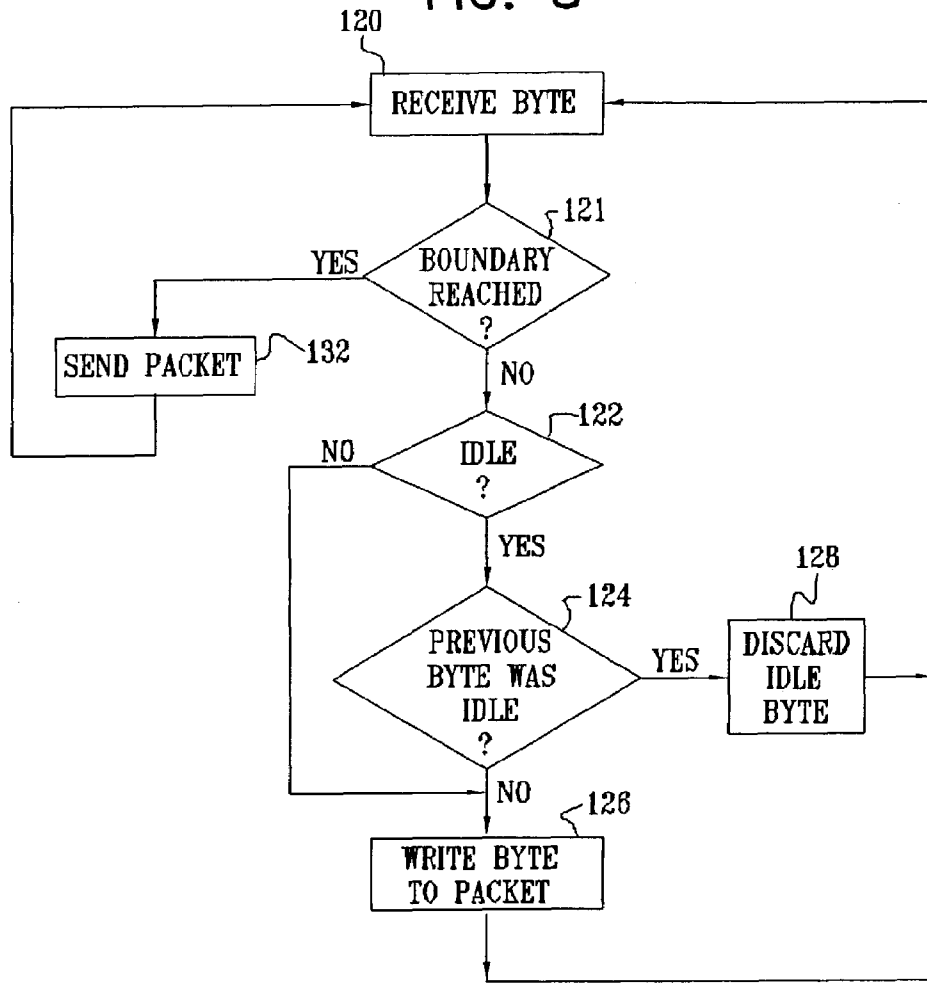 120
RECEIVE BYTE
121
BOUNDARY
REACHED
?
YES
SEND PACKET
132
NO
122
IDLE
?
NO
YES
124
PREVIOUS
BYTE WAS
IDLE
?
YES
128
DISCARD
IDLE
BYTE
NO
126
WRITE BYTE
TO PACKET